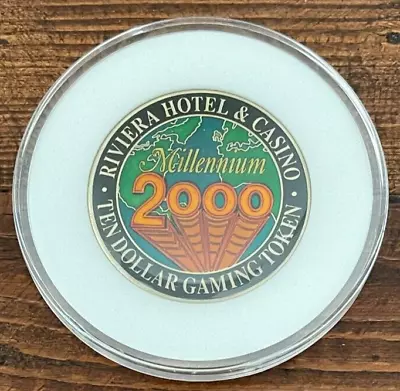 · RIVIERA HOTEL & CASINO ·
Millennium
2000
TEN DOLLAR GAMING TOKEN